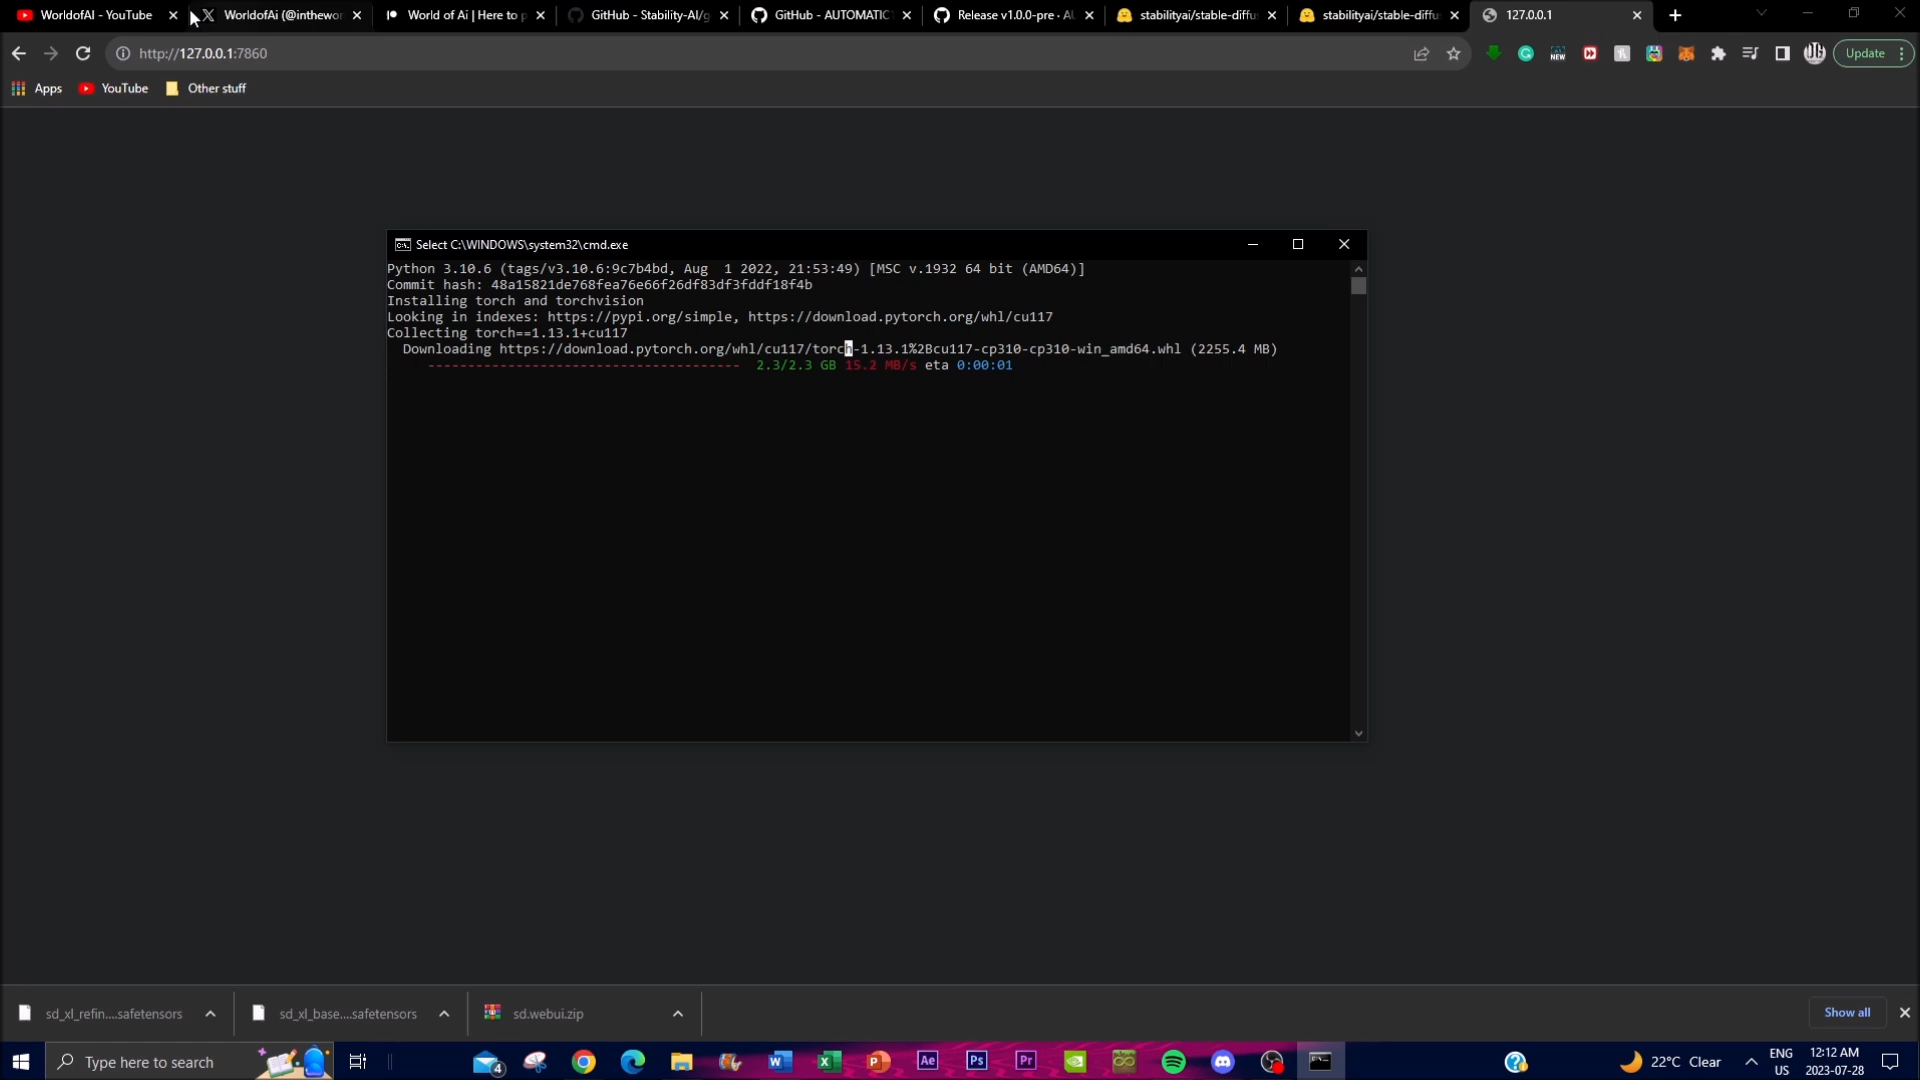 WorldofAI - YouTube
WorldofAi (@inthewor
World of Ai | Here to p
GitHub - Stability-AI/g
GitHub - AUTOMATIC
Release v1.0.0-pre · AU
stabilityai/stable-diffu
stabilityai/stable-diffu
127.0.0.1
http://127.0.0.1:7860
NEW
Update
Apps
YouTube
Other stuff
Select C:\WINDOWS\system32\cmd.exe
Python 3.10.6 (tags/v3.10.6:9c7b4bd, Aug  1 2022, 21:53:49) [MSC v.1932 64 bit (AMD64)]
Commit hash: 48a15821de768fea76e66f26df83df3fddf18f4b
Installing torch and torchvision
Looking in indexes: https://pypi.org/simple, https://download.pytorch.org/whl/cu117
Collecting torch==1.13.1+cu117
Downloading https://download.pytorch.org/whl/cu117/torch-1.13.1%2Bcu117-cp310-cp310-win_amd64.whl (2255.4 MB)
---------------------------------------  2.3/2.3 GB 15.2 MB/s eta 0:00:01
sd_xl_refin....safetensors
sd_xl_base....safetensors
sd.webui.zip
Show all
Type here to search
4
Ae
Ps
Pr
22°C Clear
ENG
US
12:12 AM
2023-07-28